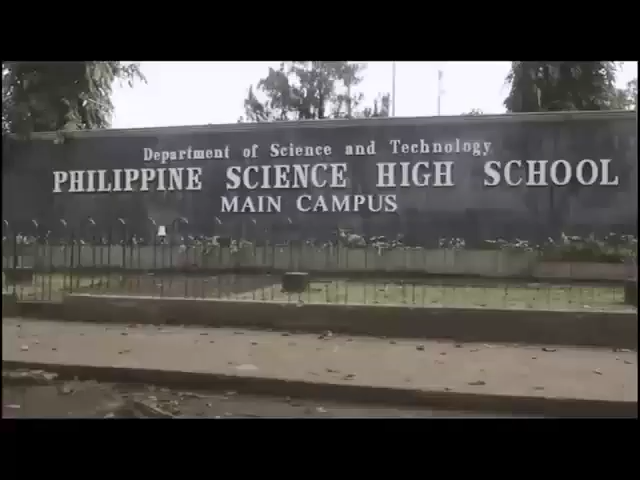 Department of Science and Technology
PHILIPPINE SCIENCE HIGH SCHOOL
MAIN CAMPUS